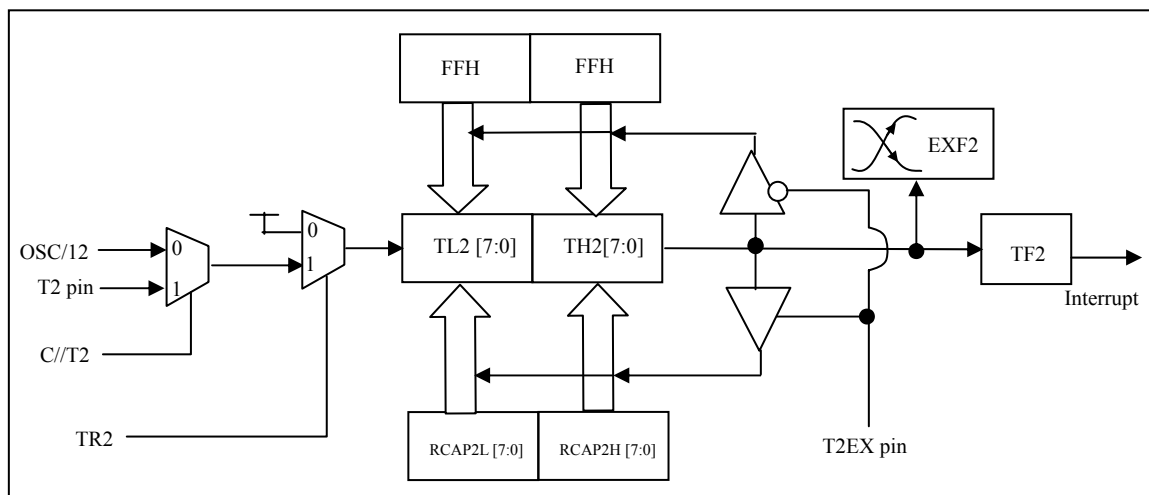 FFH FFH
EXF2
OSC/12
0
0
TL2 [7:0] TH2[7:0]
TF2
T2 pin
1
1
Interrupt
C//T2
TR2
RCAP2L [7:0] RCAP2H [7:0]
T2EX pin